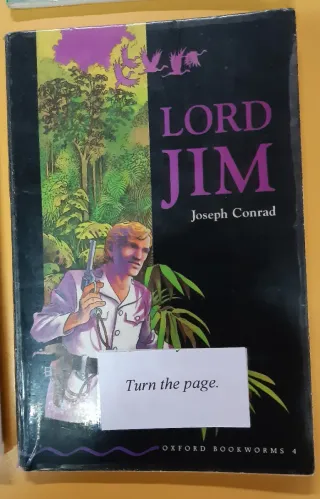 LORD
JIM
Joseph Conrad
Turn the page.
OXFORD BOOKWORMS 4